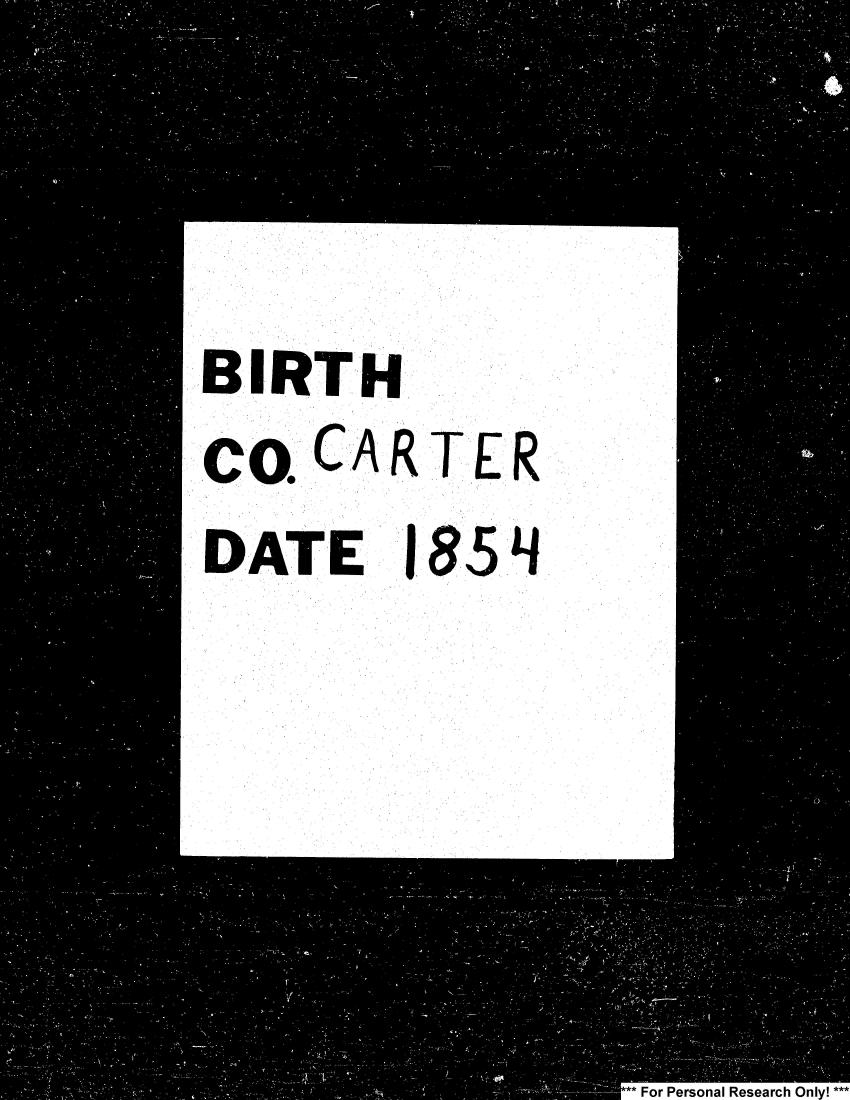 BIRTH
CO. CARTER
DATE 1854
*** For Personal Research Only! ***